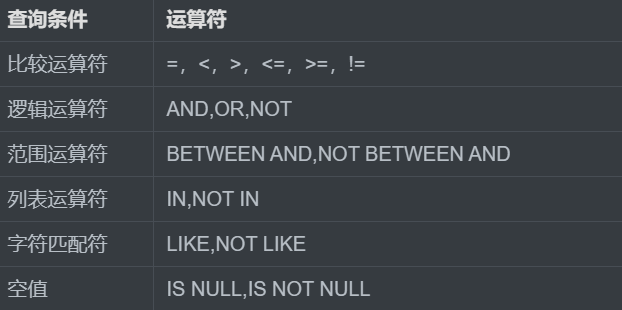 查询条件 运算符
比较运算符 =，<，>，<=，>=，!=
逻辑运算符 AND,OR,NOT
范围运算符 BETWEEN AND,NOT BETWEEN AND
列表运算符 IN,NOT IN
字符匹配符 LIKE,NOT LIKE
空值 IS NULL,IS NOT NULL